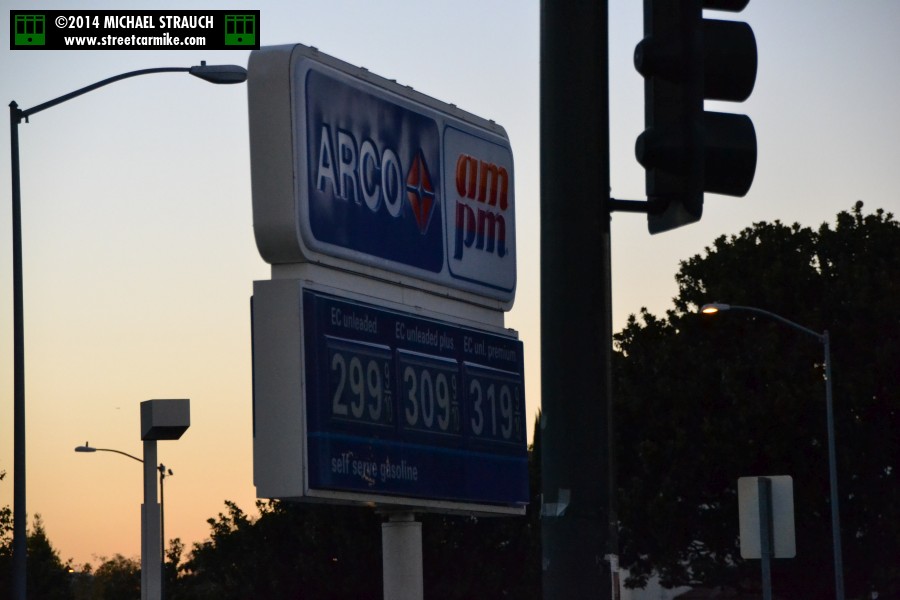 ©2014 MICHAEL STRAUCH
www.streetcarmike.com
ARCO
am
pm
EC unleaded EC unleaded plus EC unl. premium
299 309 319
self serve gasoline